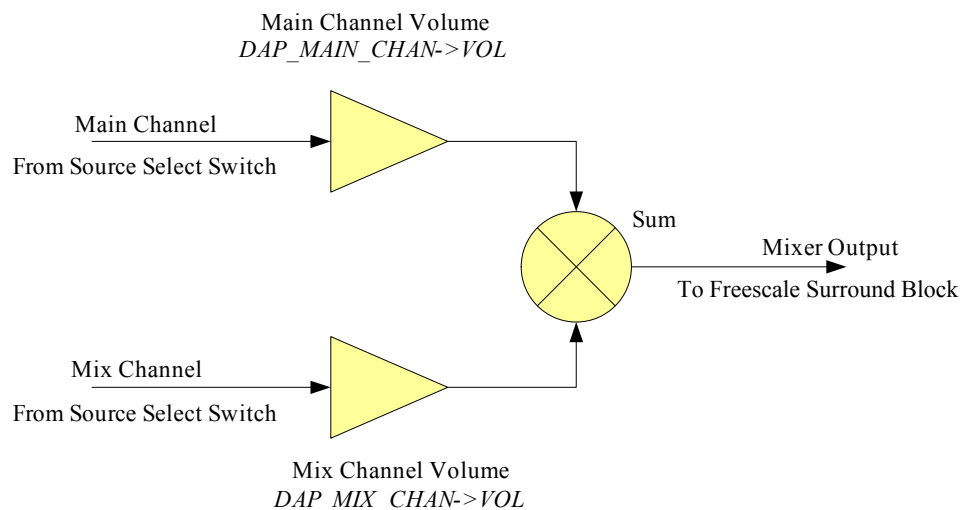 Main Channel Volume
DAP_MAIN_CHAN->VOL
Main Channel
From Source Select Switch
Sum
Mixer Output
To Freescale Surround Block
Mix Channel
From Source Select Switch
Mix Channel Volume
DAP_MIX_CHAN->VOL